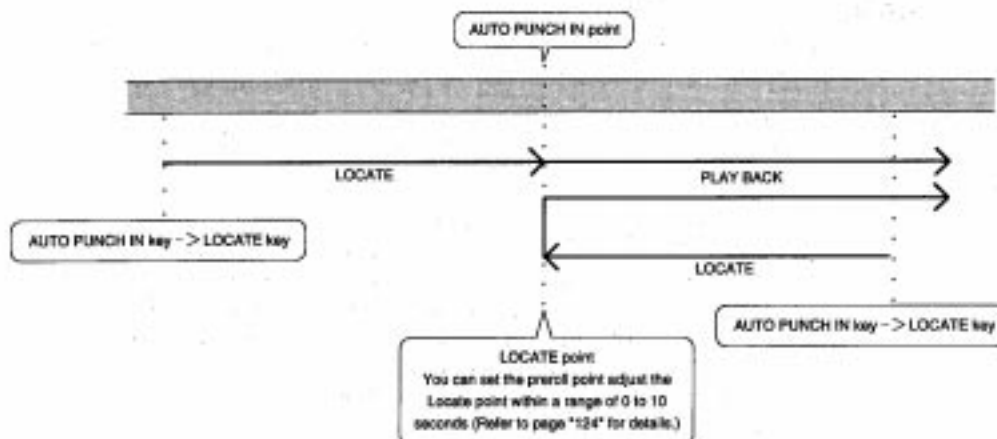 AUTO PUNCH IN point
LOCATE
PLAY BACK
AUTO PUNCH IN key -> LOCATE key
LOCATE
AUTO PUNCH IN key -> LOCATE key
LOCATE point
You can set the preroll point adjust the
Locate point within a range of 0 to 10
seconds (Refer to page "124" for details.)